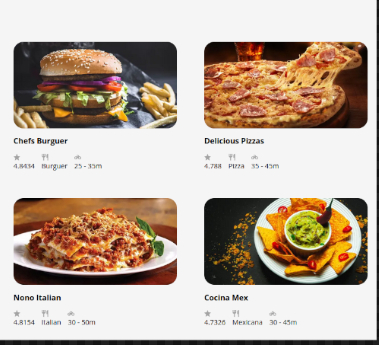 Chefs Burguer
4,8434 Burguer 25 - 35m
Delicious Pizzas
4.788 Pizza 35 - 45m
Nono Italian
4.8154 Italian 30 - 50m
Cocina Mex
4.7326 Mexicana 30 - 45m